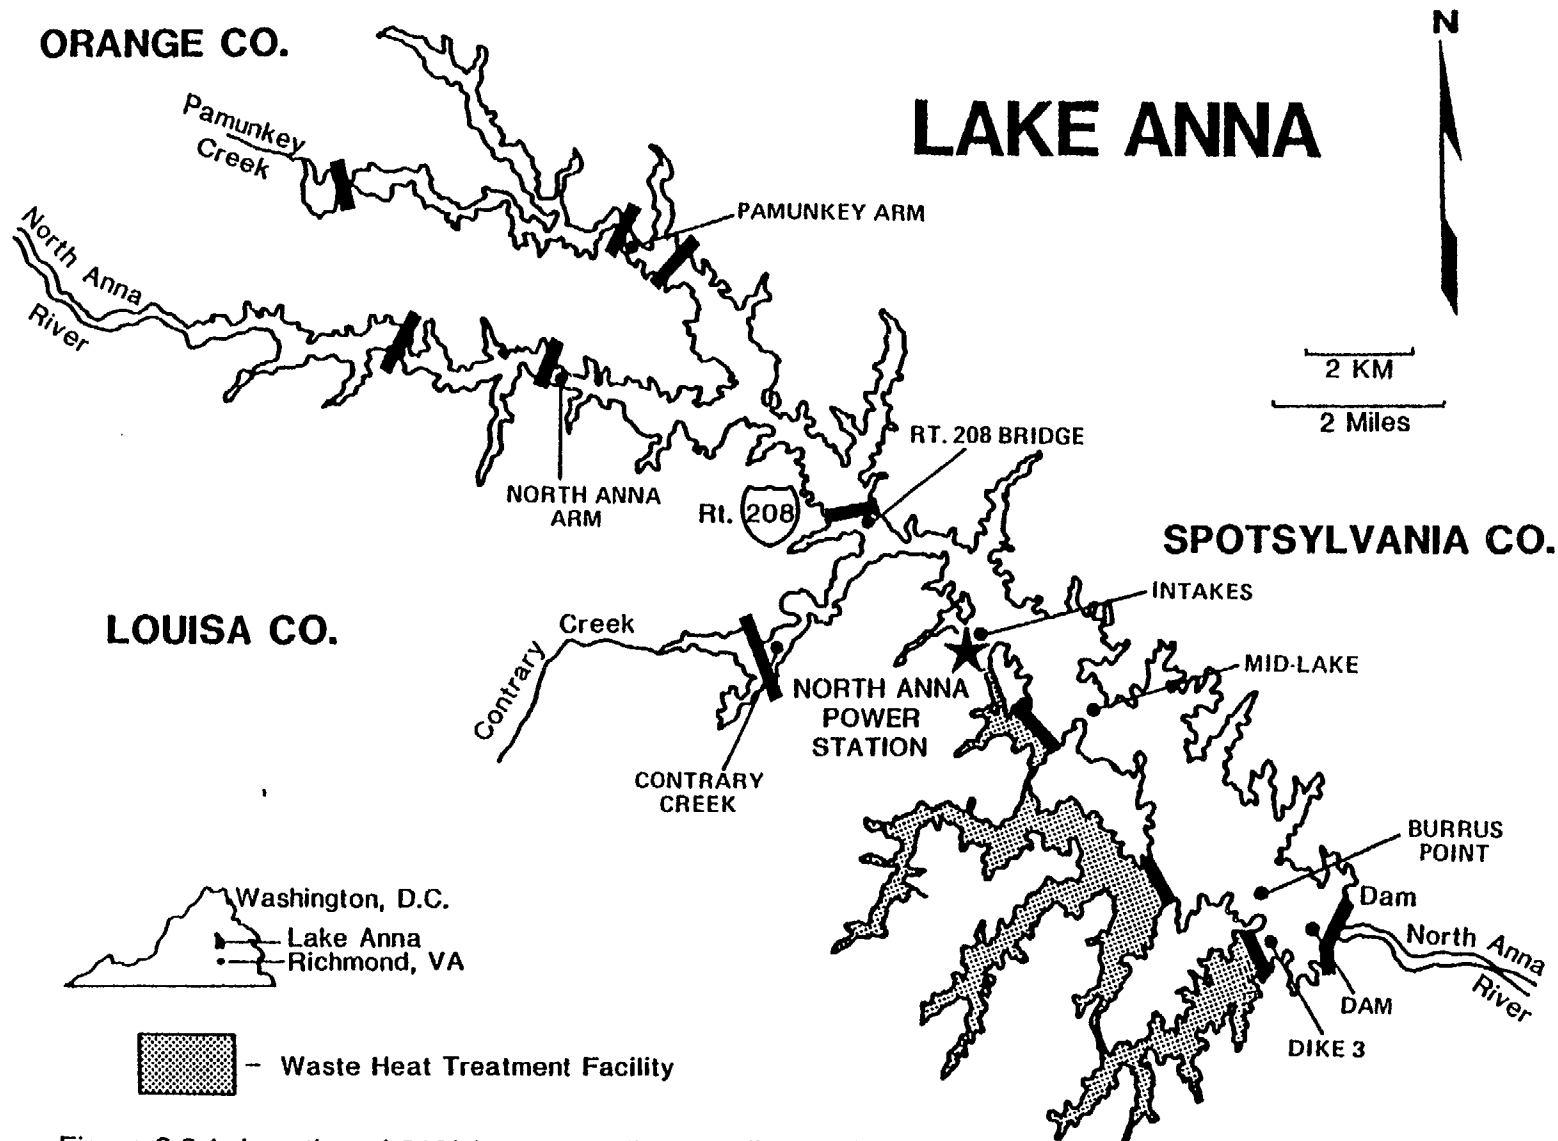 ORANGE CO.
N
LAKE ANNA
Pamunkey
Creek
PAMUNKEY ARM
North Anna
River
2 KM
2 Miles
RT. 208 BRIDGE
NORTH ANNA
ARM
Rt. 208
SPOTSYLVANIA CO.
INTAKES
LOUISA CO.
Contrary Creek
MID-LAKE
NORTH ANNA
POWER
STATION
CONTRARY
CREEK
BURRUS
POINT
Dam
Washington, D.C.
Lake Anna
Richmond, VA
North Anna
River
DAM
DIKE 3
- Waste Heat Treatment Facility